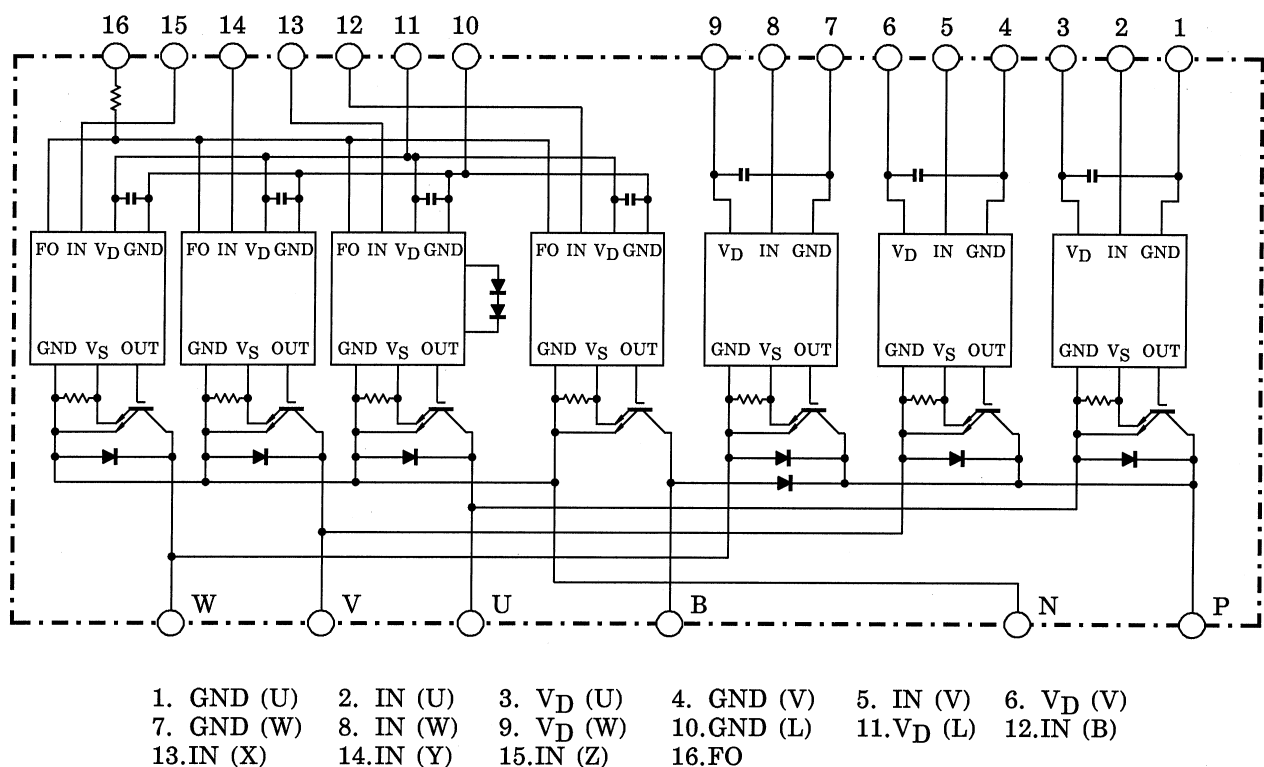 16 15 14 13 12 11 10 9 8 7 6 5 4 3 2 1
FO IN VD GND FO IN VD GND FO IN VD GND FO IN VD GND VD IN GND VD IN GND VD IN GND
GND VS OUT GND VS OUT GND VS OUT GND VS OUT GND VS OUT GND VS OUT GND VS OUT
W V U B N P
1. GND (U) 2. IN (U) 3. VD (U) 4. GND (V) 5. IN (V) 6. VD (V)
7. GND (W) 8. IN (W) 9. VD (W) 10.GND (L) 11.VD (L) 12.IN (B)
13.IN (X) 14.IN (Y) 15.IN (Z) 16.FO